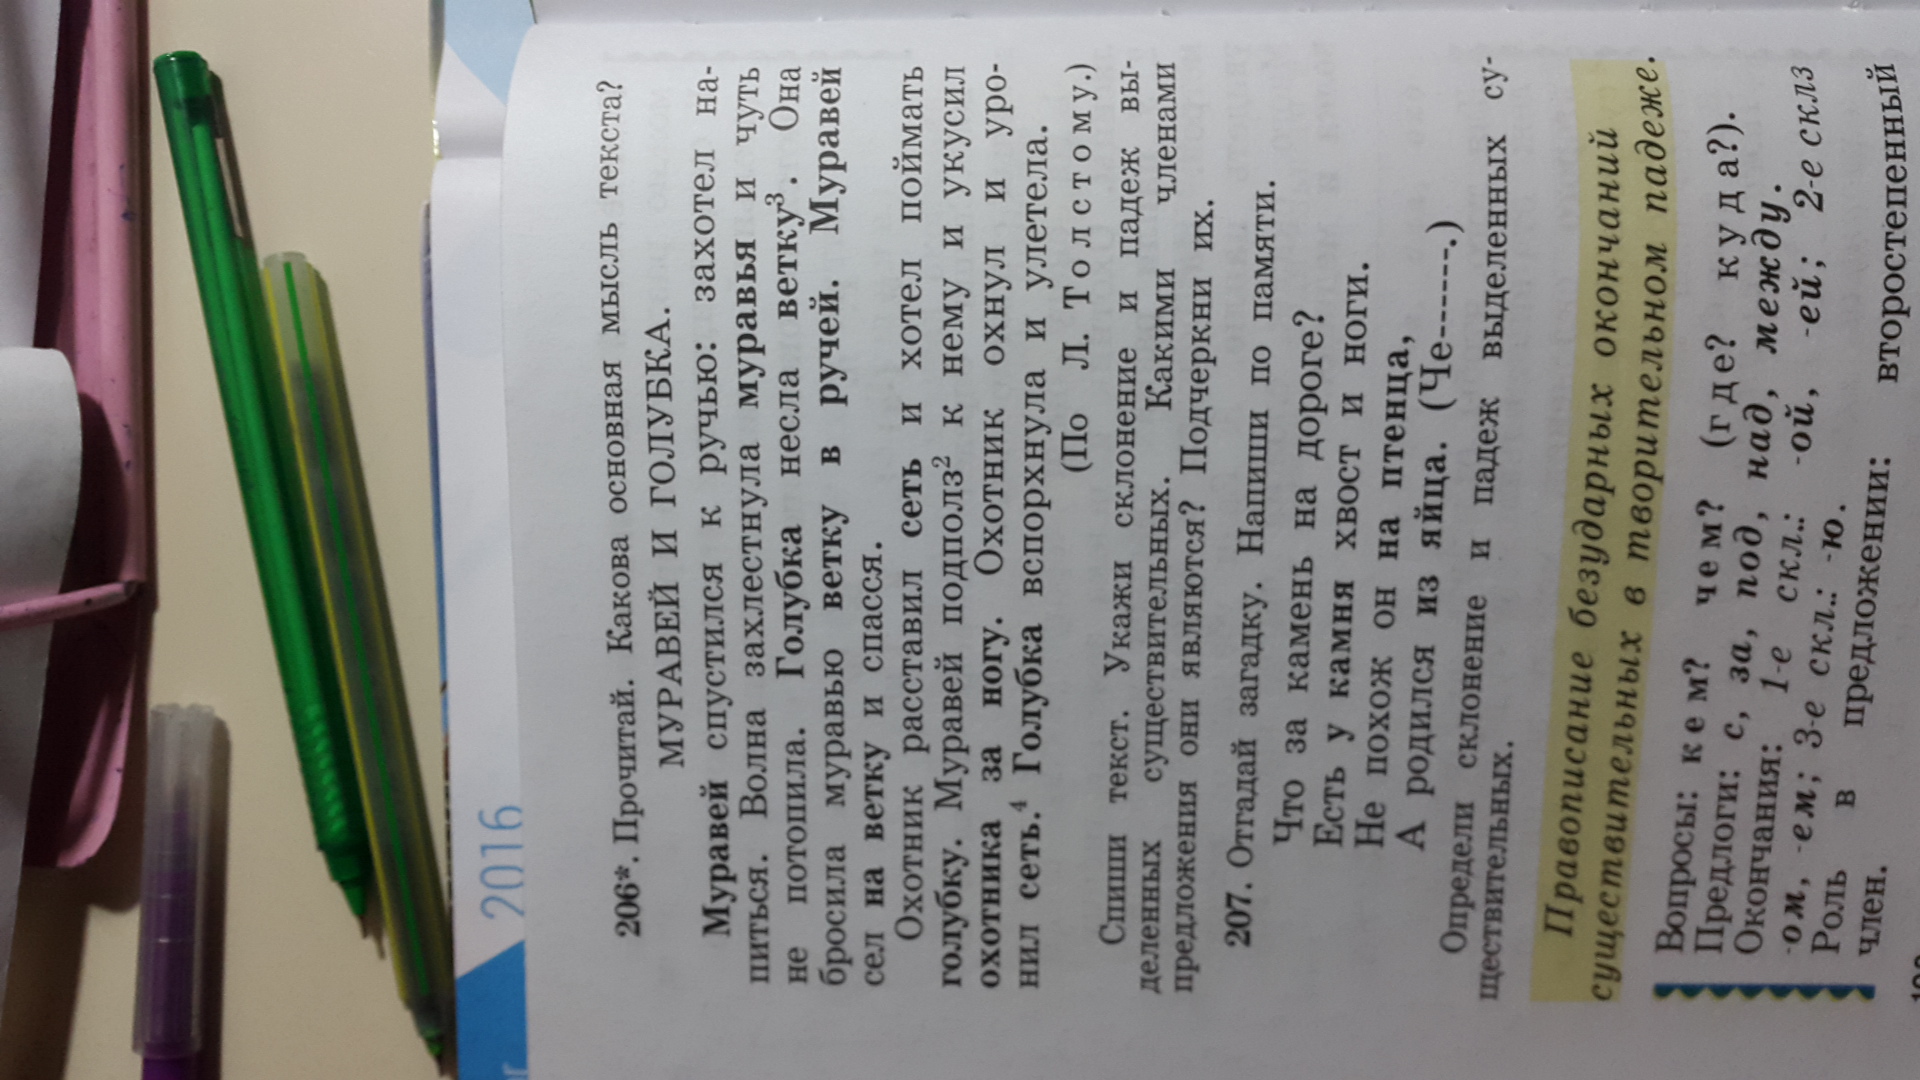 2016
206*. Прочитай. Какова основная мысль текста?
МУРАВЕЙ И ГОЛУБКА.
Муравей спустился к ручью: захотел на-
питься. Волна захлестнула муравья и чуть
не потопила. Голубка несла ветку³. Она
бросила муравью ветку в ручей. Муравей
сел на ветку и спасся.
Охотник расставил сеть и хотел поймать
голубку. Муравей подполз² к нему и укусил
охотника за ногу. Охотник охнул и уро-
нил сеть.⁴ Голубка вспорхнула и улетела.
(По Л. Толстому.)
Спиши текст. Укажи склонение и падеж вы-
деленных существительных. Какими членами
предложения они являются? Подчеркни их.
207. Отгадай загадку. Напиши по памяти.
Что за камень на дороге?
Есть у камня хвост и ноги.
Не похож он на птенца,
А родился из яйца. (Че------.)
Определи склонение и падеж выделенных су-
ществительных.
Правописание безударных окончаний
существительных в творительном падеже.
Вопросы: кем? чем? (где? куда?).
Предлоги: с, за, под, над, между.
Окончания: 1-е скл.: -ой, -ей; 2-е скл.:
-ом, -ем; 3-е скл.: -ю.
Роль в предложении: второстепенный
член.